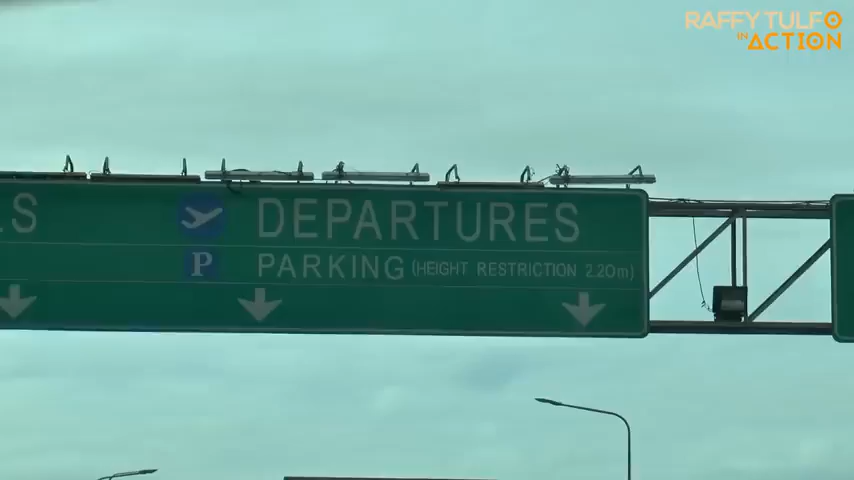 RAFFY TULFO
IN ACTION
DEPARTURES
P
PARKING (HEIGHT RESTRICTION 2.20m)